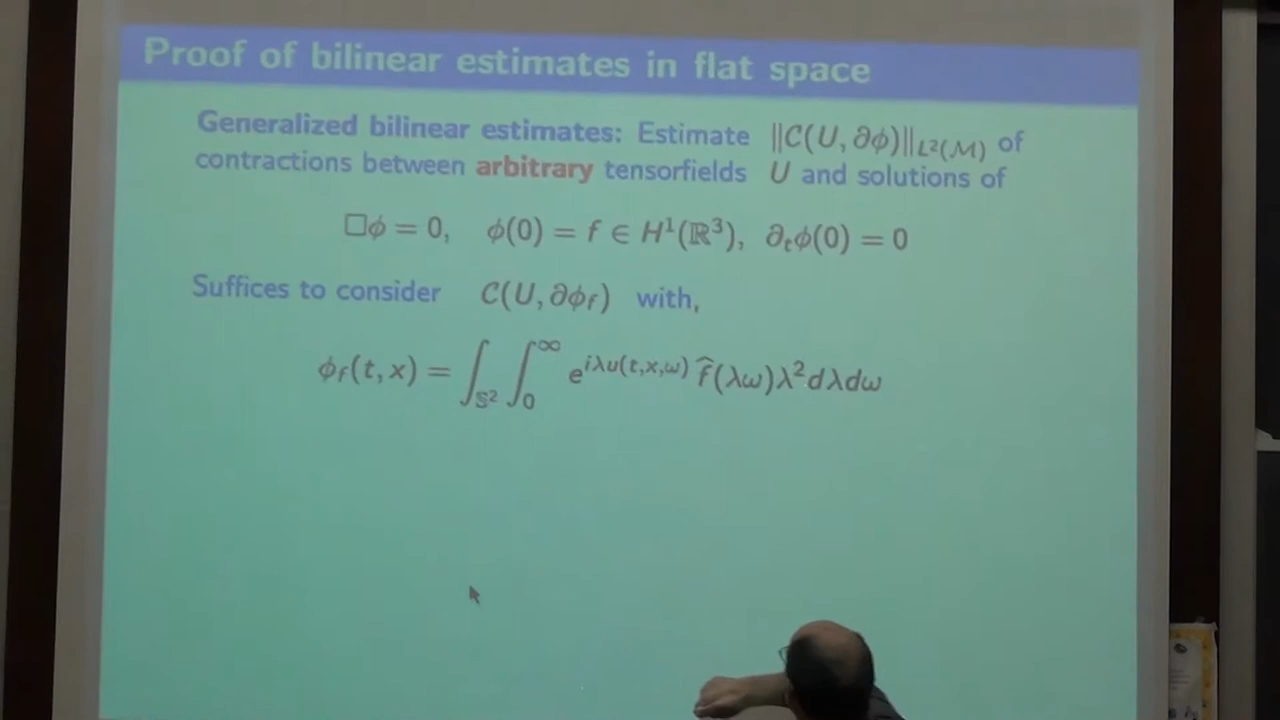 Proof of bilinear estimates in flat space
Generalized bilinear estimates: Estimate ‖𝒞(U, ∂ϕ)‖_{L²(ℳ)} of
contractions between arbitrary tensorfields U and solutions of
□ϕ = 0, ϕ(0) = f ∈ H¹(ℝ³), ∂ₜϕ(0) = 0
Suffices to consider 𝒞(U, ∂ϕ_f) with,
ϕ_f(t, x) = ∫_{𝕊²} ∫_0^∞ e^{iλu(t,x,ω)} f̂(λω)λ²dλdω